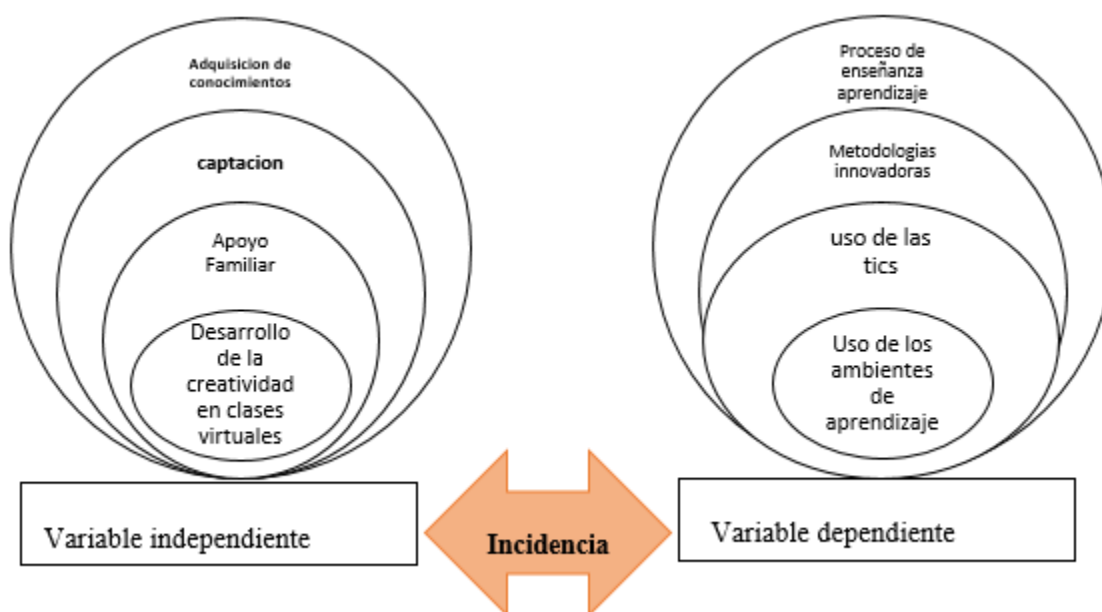 Adquisicion de
conocimientos
captacion
Apoyo
Familiar
Desarrollo
de la
creatividad
en clases
virtuales
Variable independiente
Incidencia
Proceso de
enseñanza
aprendizaje
Metodologias
innovadoras
uso de las
tics
Uso de los
ambientes
de
aprendizaje
Variable dependiente